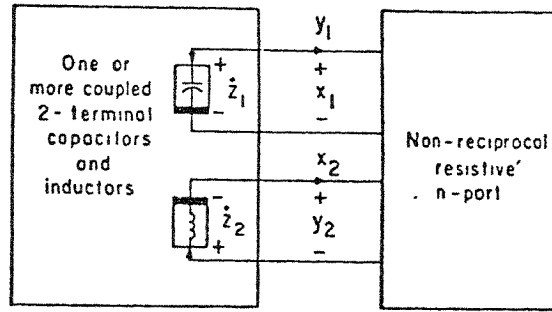 One or
more coupled
2-terminal
capacitors
and
inductors
+
-
ż₁
-
+
ż₂
y₁
+
x₁
-
x₂
+
y₂
-
Non-reciprocal
resistive'
n-port